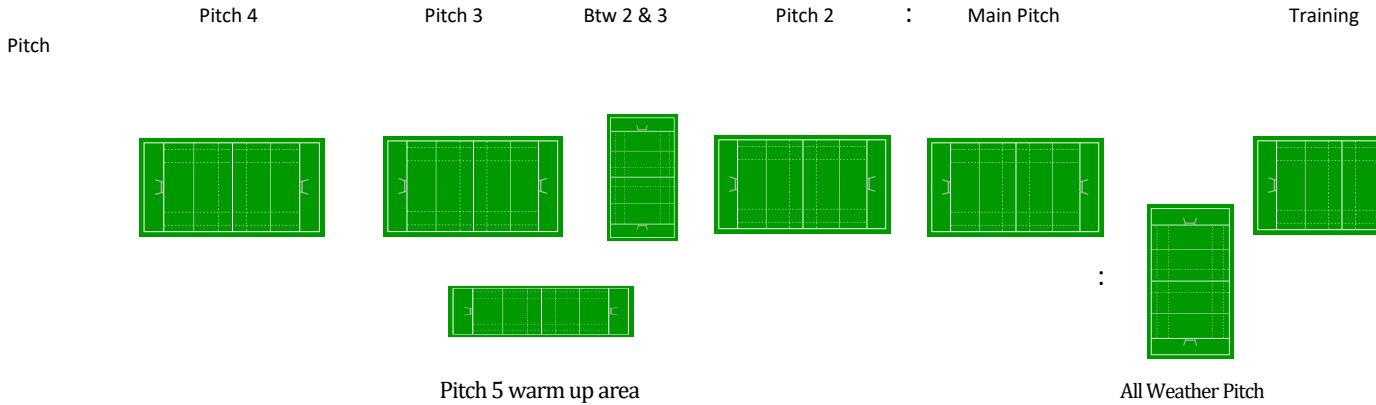 Pitch 4 Pitch 3 Btw 2 & 3 Pitch 2 : Main Pitch Training
Pitch
:
Pitch 5 warm up area All Weather Pitch